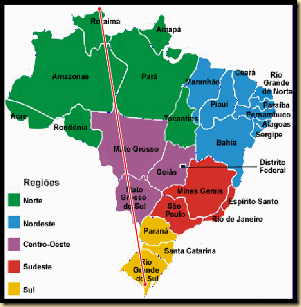 Roraima
Amapá
Amazonas
Pará
Maranhão
Ceará
Rio
Grande
do Norte
Piauí
Paraíba
Pernambuco
Alagoas
Sergipe
Acre
Rondônia
Tocantins
Bahia
Mato Grosso
Distrito
Federal
Goiás
Regiões
Minas Gerais
Mato
Grosso
do Sul
Espírito Santo
São
Paulo
Rio de Janeiro
Norte
Nordeste
Paraná
Centro-Oeste
Santa Catarina
Sudeste
Rio
Grande
do Sul
Sul